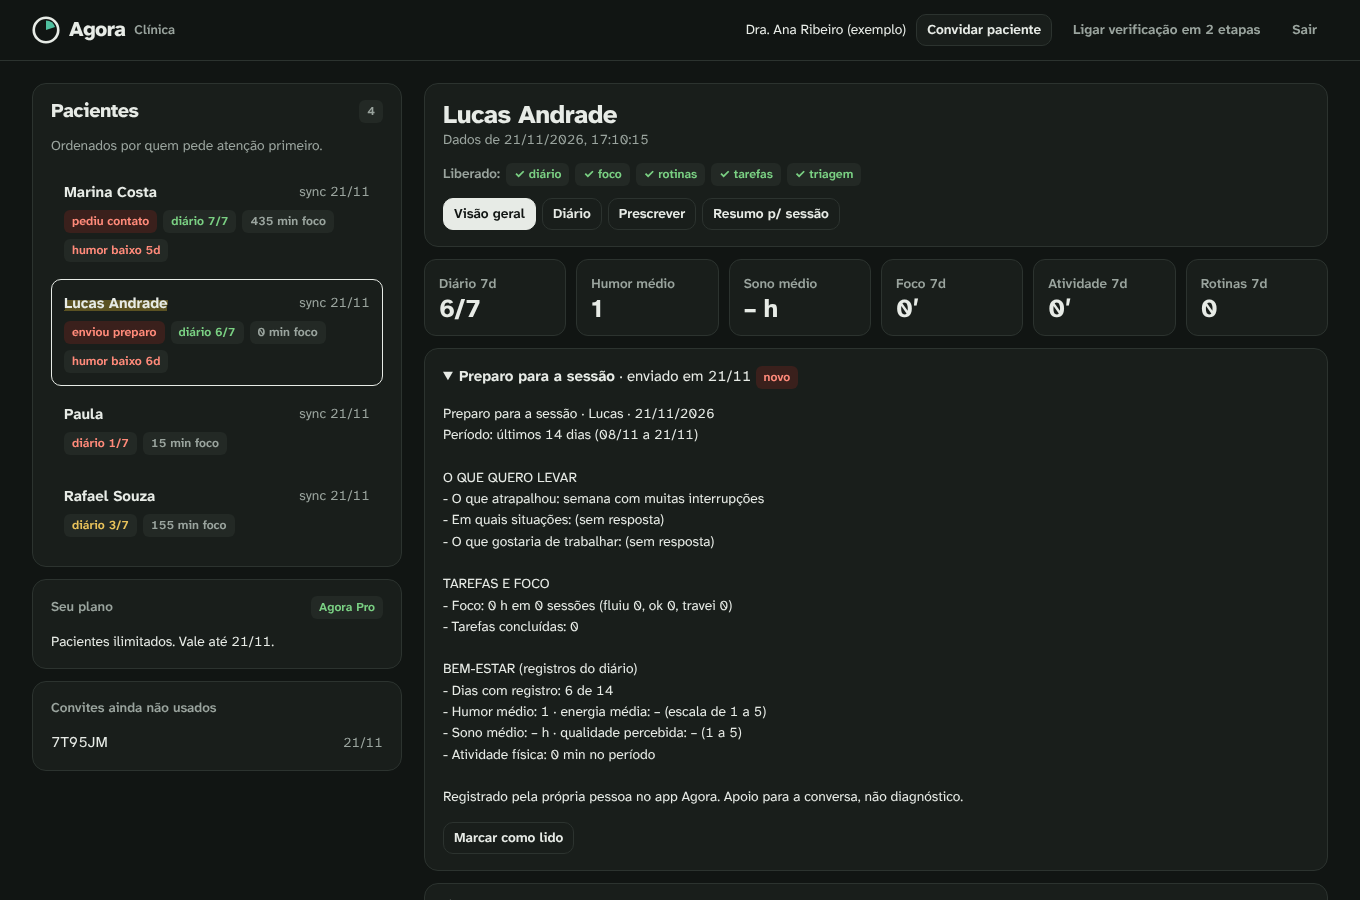 Agora Clínica
Dra. Ana Ribeiro (exemplo) Convidar paciente Ligar verificação em 2 etapas Sair
Pacientes 4
Ordenados por quem pede atenção primeiro.
Marina Costa sync 21/11
pediu contato diário 7/7 435 min foco
humor baixo 5d
Lucas Andrade sync 21/11
enviou preparo diário 6/7 0 min foco
humor baixo 6d
Paula sync 21/11
diário 1/7 15 min foco
Rafael Souza sync 21/11
diário 3/7 155 min foco
Seu plano Agora Pro
Pacientes ilimitados. Vale até 21/11.
Convites ainda não usados
7T95JM 21/11
Lucas Andrade
Dados de 21/11/2026, 17:10:15
Liberado: ✓ diário ✓ foco ✓ rotinas ✓ tarefas ✓ triagem
Visão geral Diário Prescrever Resumo p/ sessão
Diário 7d Humor médio Sono médio Foco 7d Atividade 7d Rotinas 7d
6/7 1 – h 0′ 0′ 0
▼ Preparo para a sessão · enviado em 21/11 novo
Preparo para a sessão · Lucas · 21/11/2026
Período: últimos 14 dias (08/11 a 21/11)
O QUE QUERO LEVAR
- O que atrapalhou: semana com muitas interrupções
- Em quais situações: (sem resposta)
- O que gostaria de trabalhar: (sem resposta)
TAREFAS E FOCO
- Foco: 0 h em 0 sessões (fluiu 0, ok 0, travei 0)
- Tarefas concluídas: 0
BEM-ESTAR (registros do diário)
- Dias com registro: 6 de 14
- Humor médio: 1 · energia média: – (escala de 1 a 5)
- Sono médio: – h · qualidade percebida: – (1 a 5)
- Atividade física: 0 min no período
Registrado pela própria pessoa no app Agora. Apoio para a conversa, não diagnóstico.
Marcar como lido